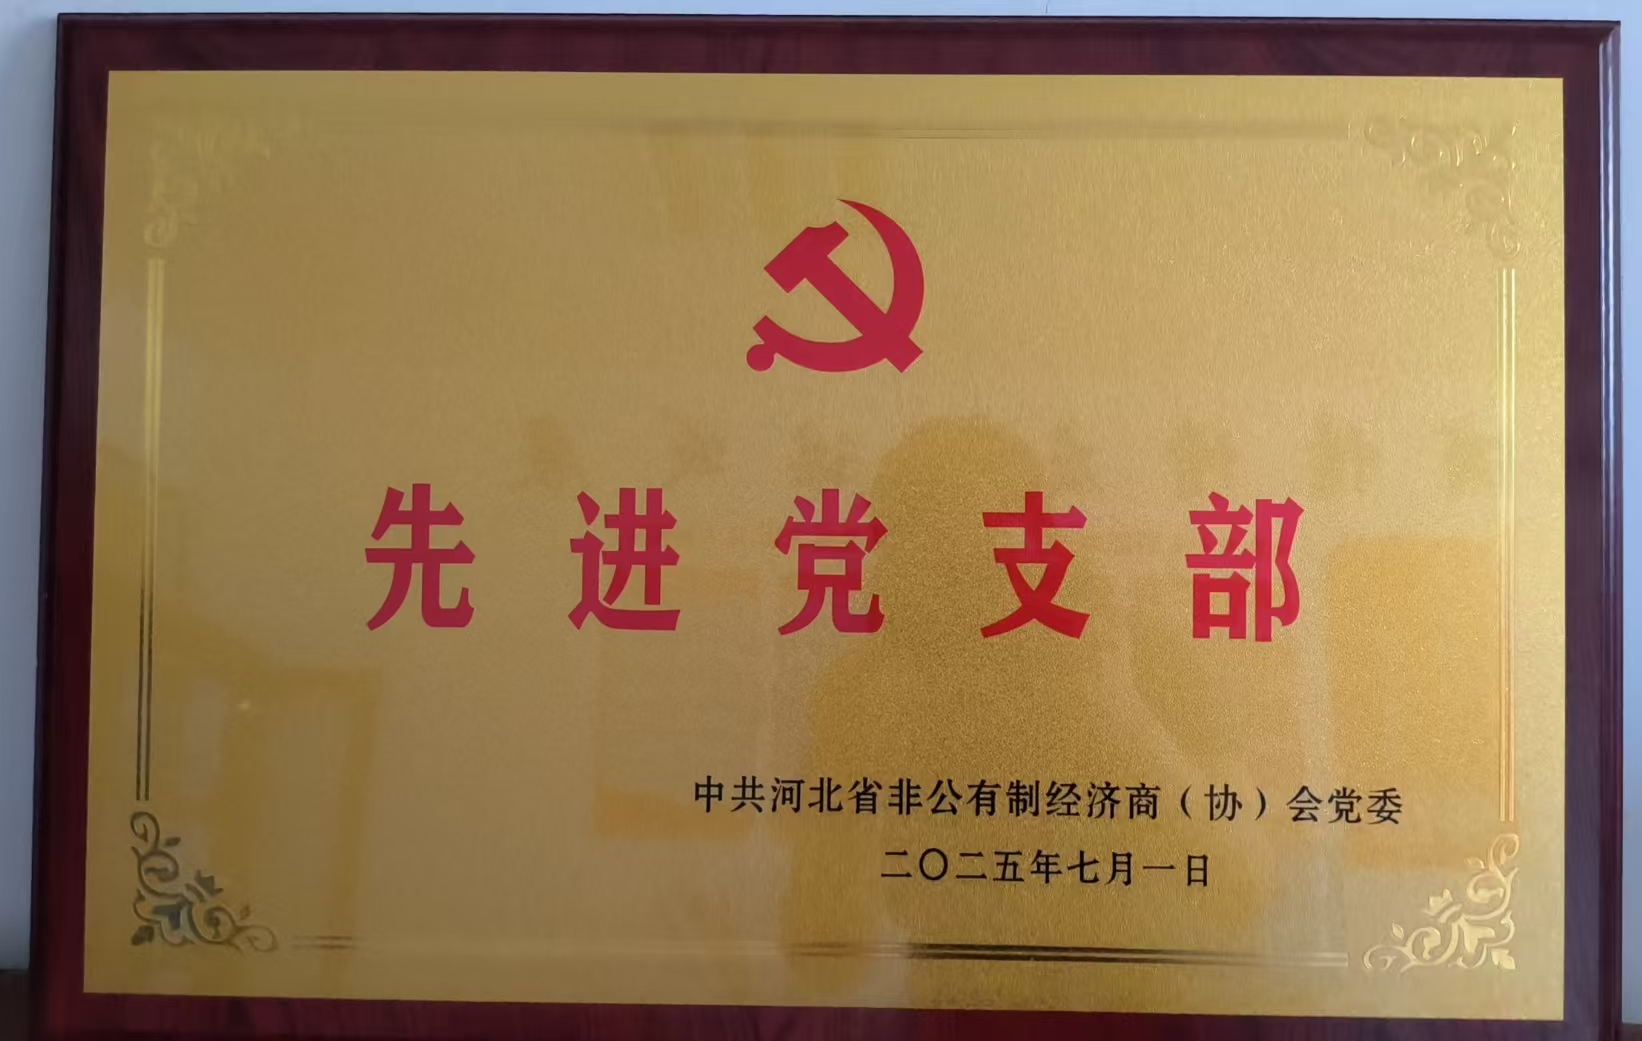 先进党支部
中共河北省非公有制经济商（协）会党委
二〇二五年七月一日